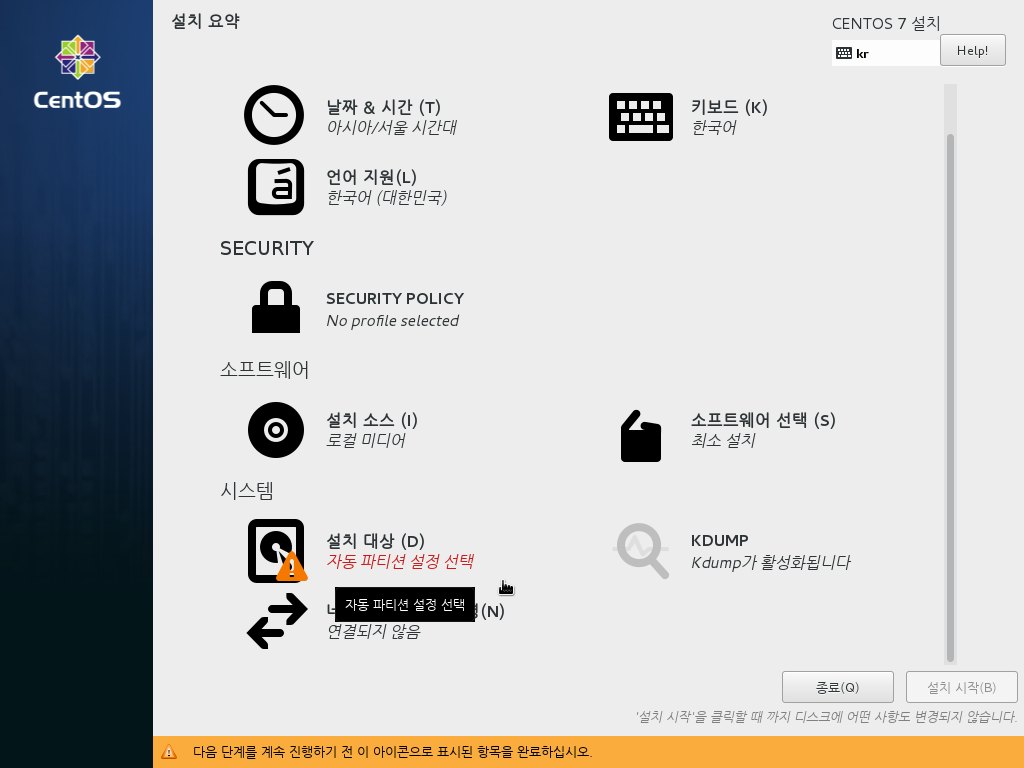 설치 요약
CENTOS 7 설치
kr
Help!
CentOS
날짜 & 시간 (T)
아시아/서울 시간대
키보드 (K)
한국어
언어 지원(L)
한국어 (대한민국)
SECURITY
SECURITY POLICY
No profile selected
소프트웨어
설치 소스 (I)
로컬 미디어
소프트웨어 선택 (S)
최소 설치
시스템
설치 대상 (D)
자동 파티션 설정 선택
KDUMP
Kdump가 활성화됩니다
자동 파티션 설정 선택
(N)
연결되지 않음
종료(Q)
설치 시작(B)
'설치 시작'을 클릭할 때 까지 디스크에 어떤 사항도 변경되지 않습니다.
다음 단계를 계속 진행하기 전 이 아이콘으로 표시된 항목을 완료하십시오.